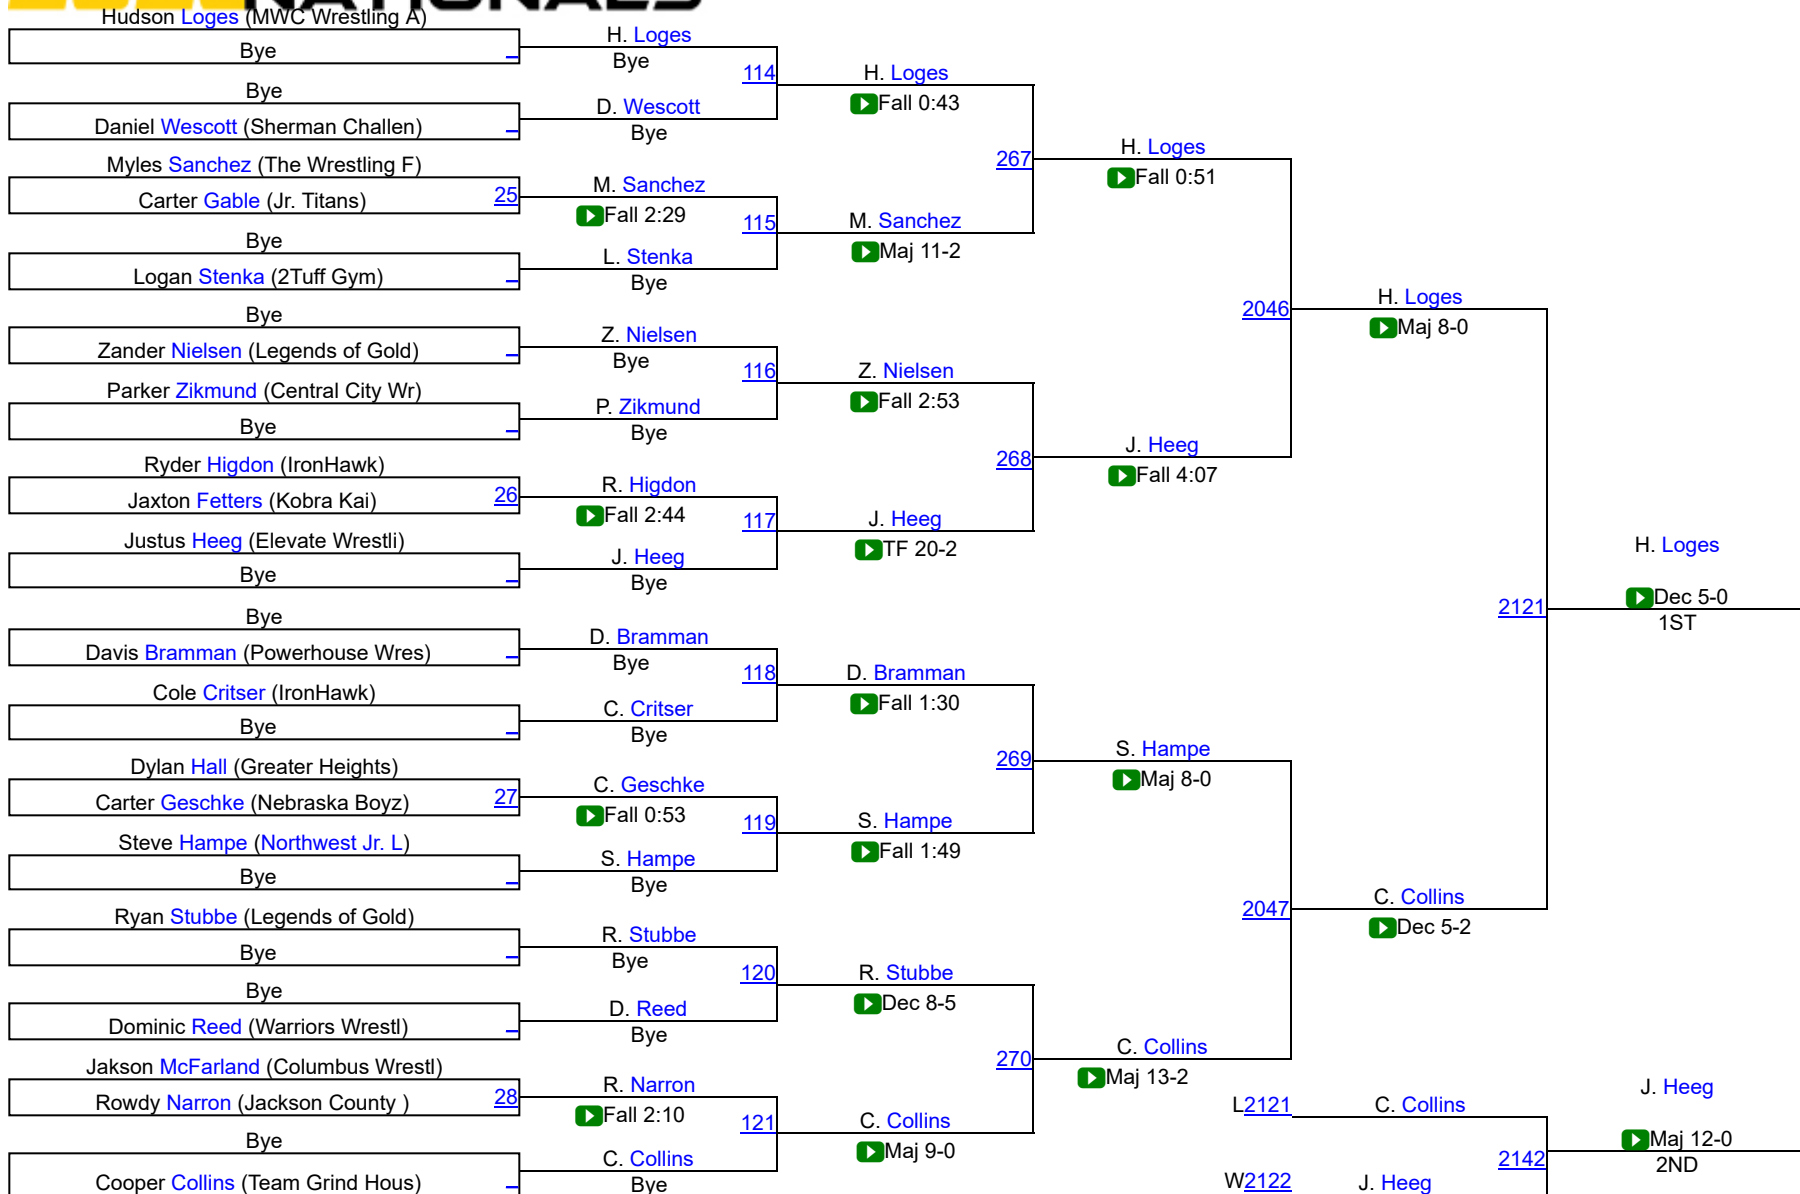 NATIONALS
Hudson Loges (MWC Wrestling A)
Bye
Bye
Daniel Wescott (Sherman Challen)
Myles Sanchez (The Wrestling F)
Carter Gable (Jr. Titans) 25
Bye
Logan Stenka (2Tuff Gym)
Bye
Zander Nielsen (Legends of Gold)
Parker Zikmund (Central City Wr)
Bye
Ryder Higdon (IronHawk)
Jaxton Fetters (Kobra Kai) 26
Justus Heeg (Elevate Wrestli)
Bye
Bye
Davis Bramman (Powerhouse Wres)
Cole Critser (IronHawk)
Bye
Dylan Hall (Greater Heights)
Carter Geschke (Nebraska Boyz) 27
Steve Hampe (Northwest Jr. L)
Bye
Ryan Stubbe (Legends of Gold)
Bye
Bye
Dominic Reed (Warriors Wrestl)
Jakson McFarland (Columbus Wrestl)
Rowdy Narron (Jackson County ) 28
Bye
Cooper Collins (Team Grind Hous)
H. Loges
Bye
114
D. Wescott
Bye
M. Sanchez
Fall 2:29
115
L. Stenka
Bye
Z. Nielsen
Bye
116
P. Zikmund
Bye
R. Higdon
Fall 2:44
117
J. Heeg
Bye
D. Bramman
Bye
118
C. Critser
Bye
C. Geschke
Fall 0:53
119
S. Hampe
Bye
R. Stubbe
Bye
120
D. Reed
Bye
R. Narron
Fall 2:10
121
C. Collins
Bye
H. Loges
Fall 0:43
267
M. Sanchez
Maj 11-2
Z. Nielsen
Fall 2:53
268
J. Heeg
TF 20-2
D. Bramman
Fall 1:30
269
S. Hampe
Fall 1:49
R. Stubbe
Dec 8-5
270
C. Collins
Maj 9-0
H. Loges
Fall 0:51
2046
J. Heeg
Fall 4:07
S. Hampe
Maj 8-0
2047
C. Collins
Maj 13-2
H. Loges
Maj 8-0
2121
C. Collins
Dec 5-2
H. Loges
Dec 5-0
1ST
L2121 C. Collins
2142
W2122 J. Heeg
J. Heeg
Maj 12-0
2ND